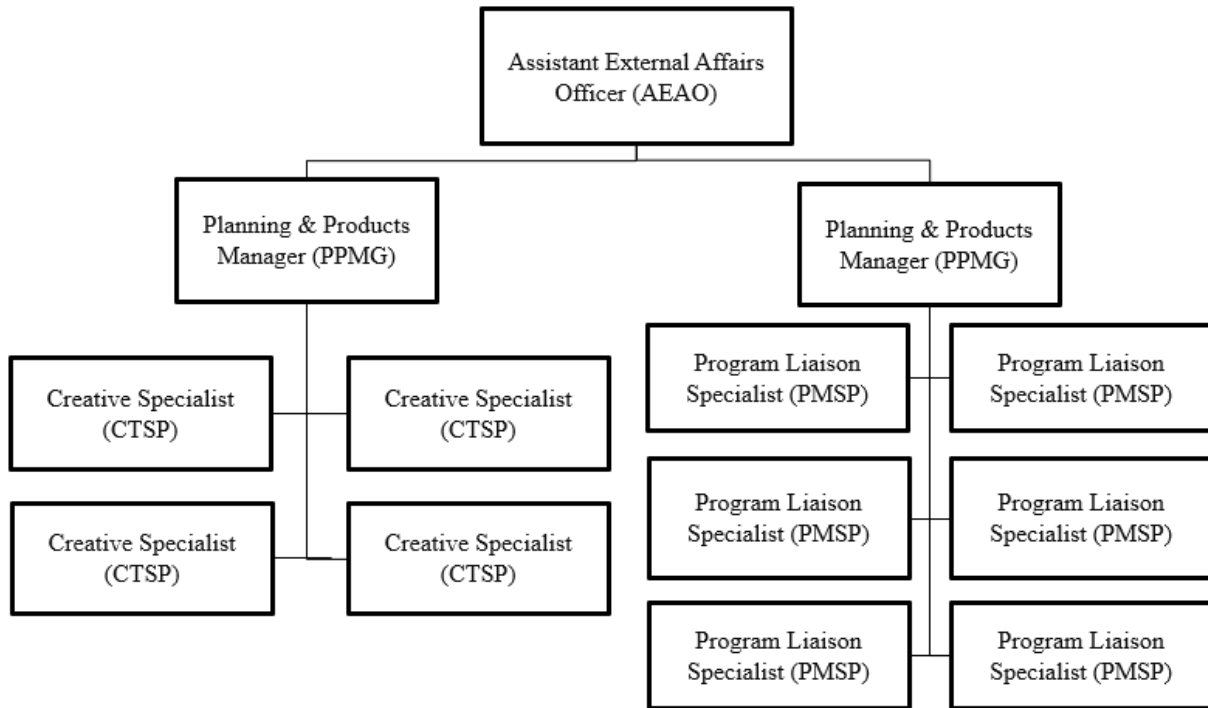 Assistant External Affairs
Officer (AEAO)
Planning & Products
Manager (PPMG)
Planning & Products
Manager (PPMG)
Creative Specialist
(CTSP)
Creative Specialist
(CTSP)
Creative Specialist
(CTSP)
Creative Specialist
(CTSP)
Program Liaison
Specialist (PMSP)
Program Liaison
Specialist (PMSP)
Program Liaison
Specialist (PMSP)
Program Liaison
Specialist (PMSP)
Program Liaison
Specialist (PMSP)
Program Liaison
Specialist (PMSP)